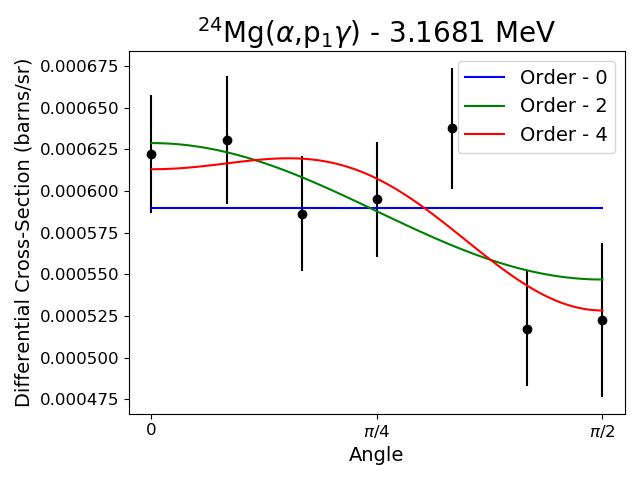 ²⁴Mg(α,p₁γ) - 3.1681 MeV
Differential Cross-Section (barns/sr)
0.000675
0.000650
0.000625
0.000600
0.000575
0.000550
0.000525
0.000500
0.000475
Order - 0
Order - 2
Order - 4
0
π/4
π/2
Angle